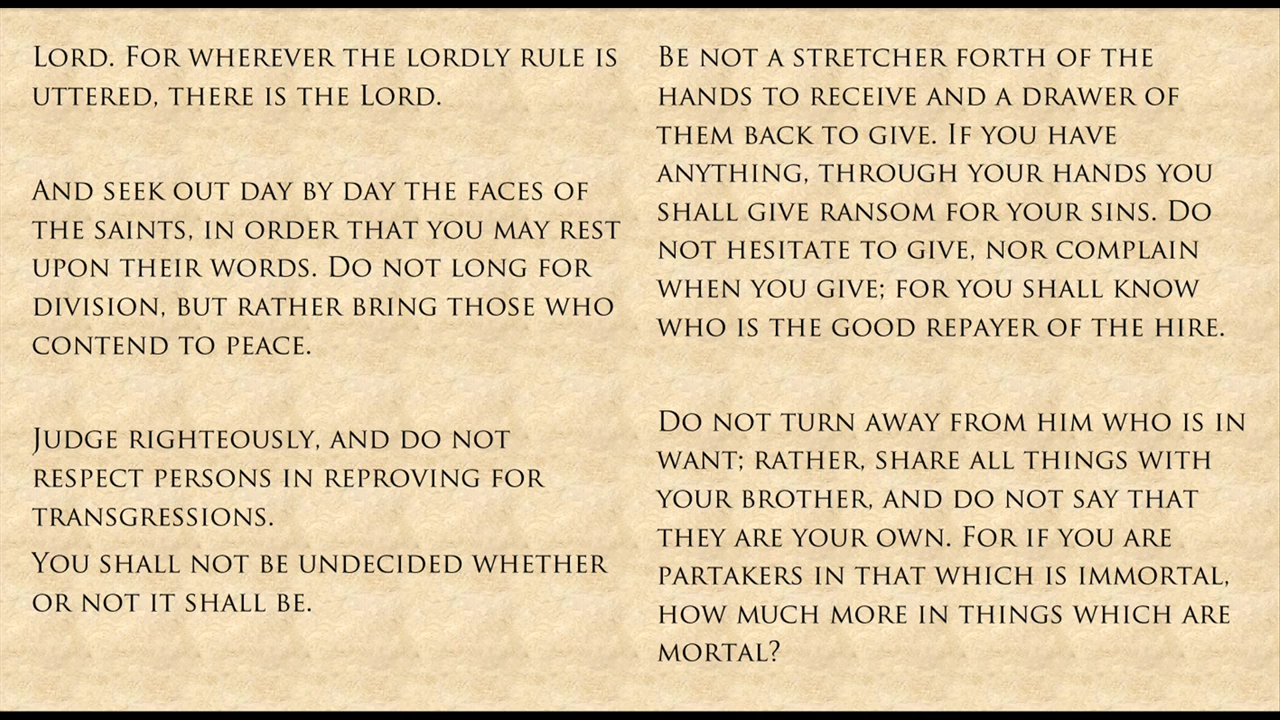 Lord. For wherever the lordly rule is
uttered, there is the Lord.
And seek out day by day the faces of
the saints, in order that you may rest
upon their words. Do not long for
division, but rather bring those who
contend to peace.
Judge righteously, and do not
respect persons in reproving for
transgressions.
You shall not be undecided whether
or not it shall be.
Be not a stretcher forth of the
hands to receive and a drawer of
them back to give. If you have
anything, through your hands you
shall give ransom for your sins. Do
not hesitate to give, nor complain
when you give; for you shall know
who is the good repayer of the hire.
Do not turn away from him who is in
want; rather, share all things with
your brother, and do not say that
they are your own. For if you are
partakers in that which is immortal,
how much more in things which are
mortal?